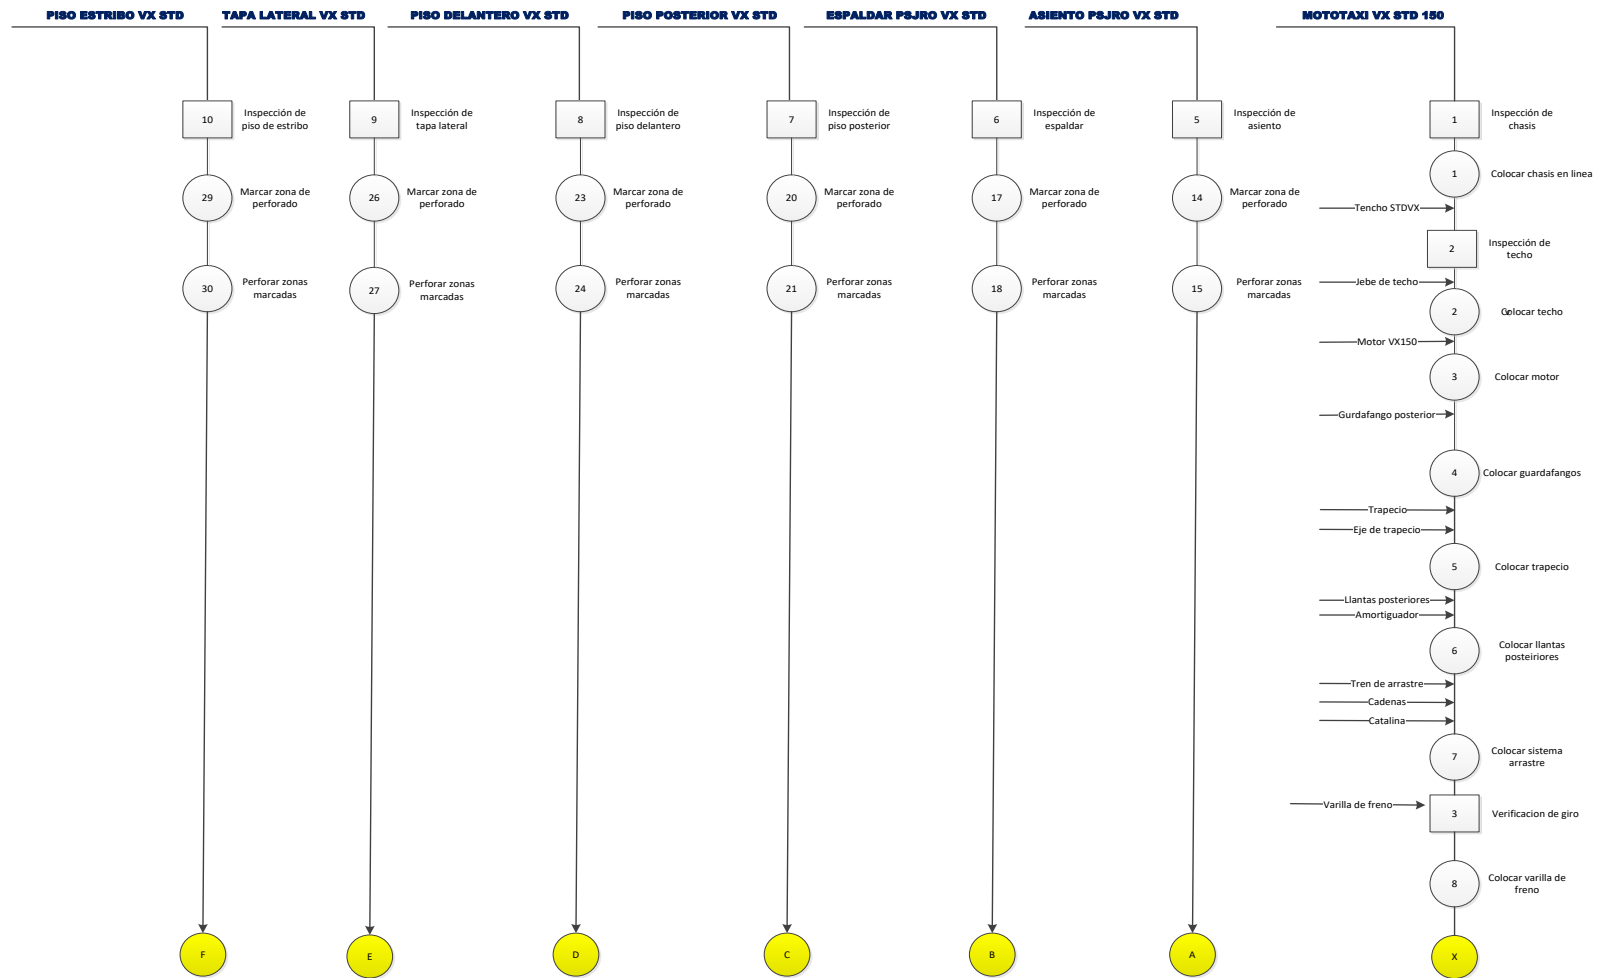 PISO ESTRIBO VX STD
TAPA LATERAL VX STD
PISO DELANTERO VX STD
PISO POSTERIOR VX STD
ESPALDAR PSJRO VX STD
ASIENTO PSJRO VX STD
MOTOTAXI VX STD 150
10
Inspección de
piso de estribo
29
Marcar zona de
perforado
30
Perforar zonas
marcadas
F
9
Inspección de
tapa lateral
26
Marcar zona de
perforado
27
Perforar zonas
marcadas
E
8
Inspección de
piso delantero
23
Marcar zona de
perforado
24
Perforar zonas
marcadas
D
7
Inspección de
piso posterior
20
Marcar zona de
perforado
21
Perforar zonas
marcadas
C
6
Inspección de
espaldar
17
Marcar zona de
perforado
18
Perforar zonas
marcadas
B
5
Inspección de
asiento
14
Marcar zona de
perforado
15
Perforar zonas
marcadas
A
1
Inspección de
chasis
1
Colocar chasis en linea
Tencho STDVX
2
Inspección de
techo
Jebe de techo
2
Colocar techo
Motor VX150
3
Colocar motor
Gurdafango posterior
4
Colocar guardafangos
Trapecio
Eje de trapecio
5
Colocar trapecio
Llantas posteriores
Amortiguador
6
Colocar llantas
posteiriores
Tren de arrastre
Cadenas
Catalina
7
Colocar sistema
arrastre
Varilla de freno
3
Verificacion de giro
8
Colocar varilla de
freno
X